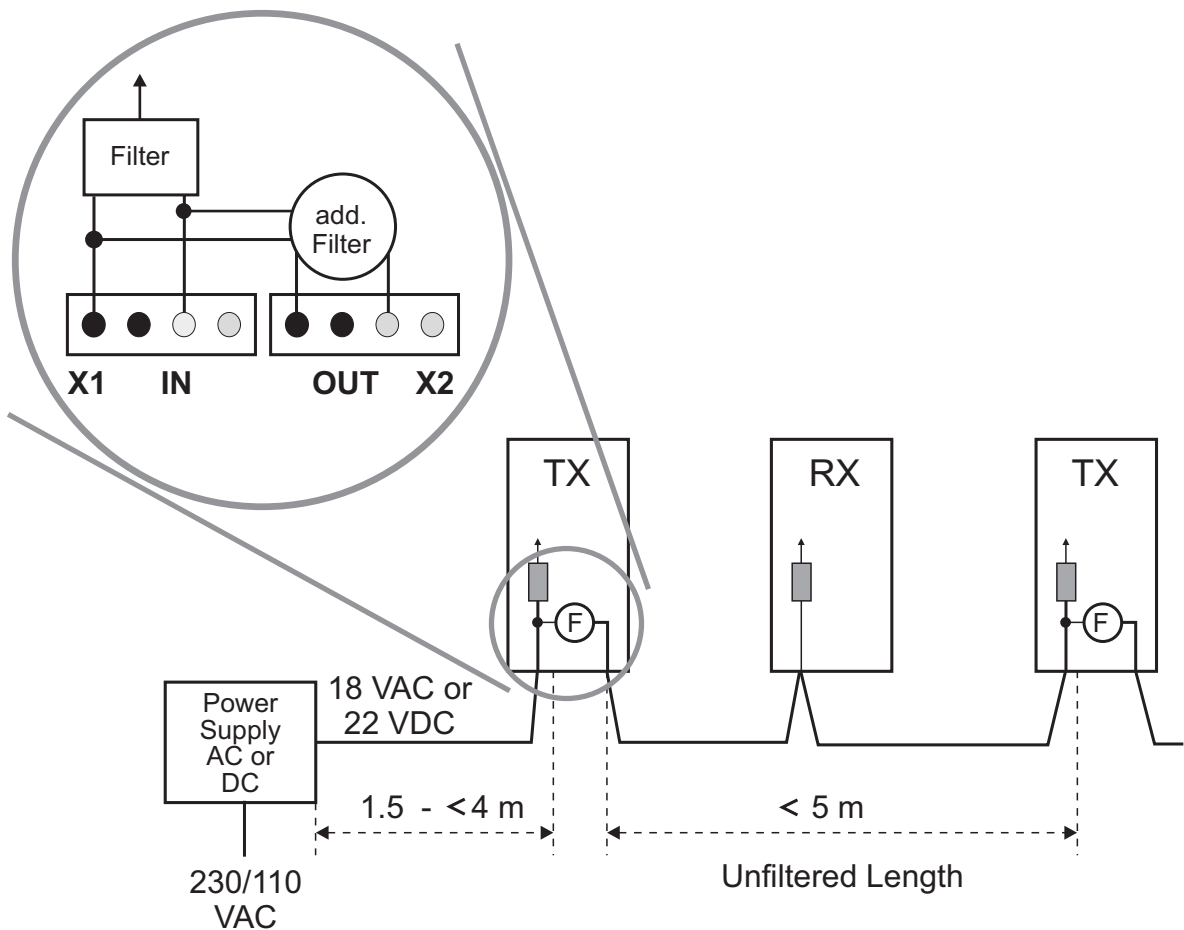 Filter
add.
Filter
X1 IN OUT X2
TX RX TX
F F
18 VAC or
22 VDC
Power
Supply
AC or
DC
1.5 - <4 m
< 5 m
Unfiltered Length
230/110
VAC